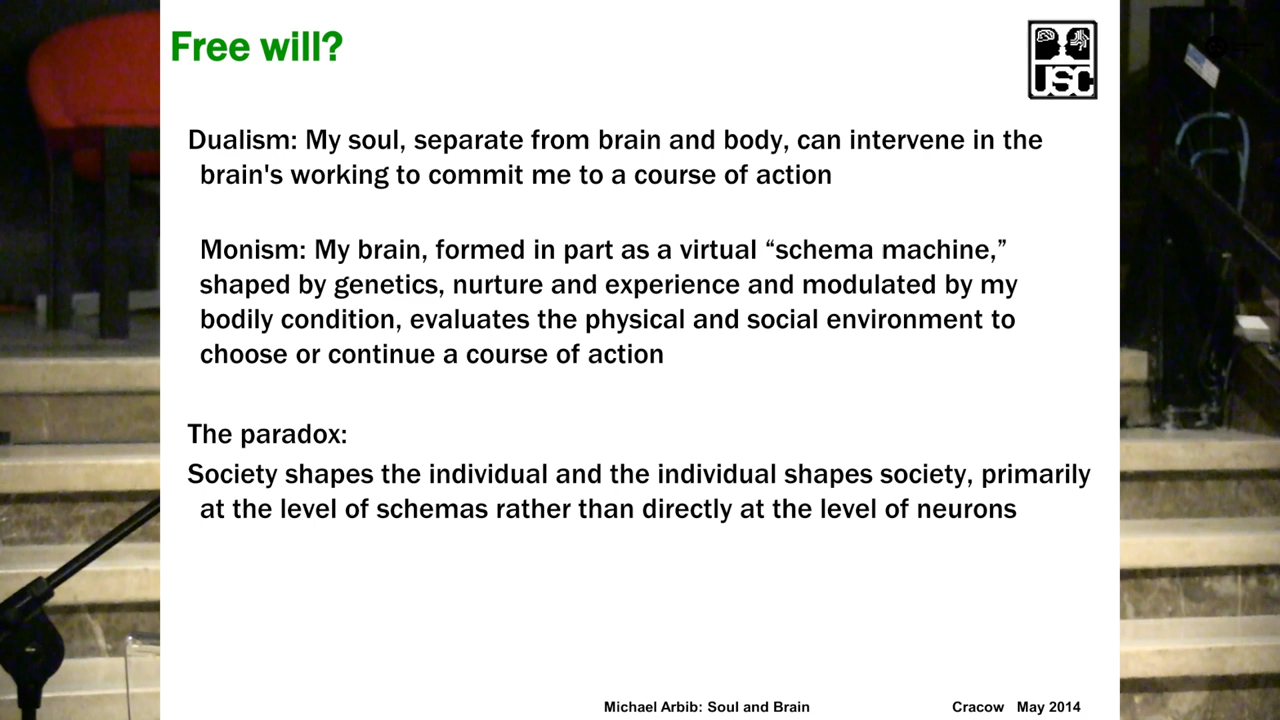 Free will?
USC
Dualism: My soul, separate from brain and body, can intervene in the
brain's working to commit me to a course of action
Monism: My brain, formed in part as a virtual “schema machine,”
shaped by genetics, nurture and experience and modulated by my
bodily condition, evaluates the physical and social environment to
choose or continue a course of action
The paradox:
Society shapes the individual and the individual shapes society, primarily
at the level of schemas rather than directly at the level of neurons
Michael Arbib: Soul and Brain Cracow May 2014